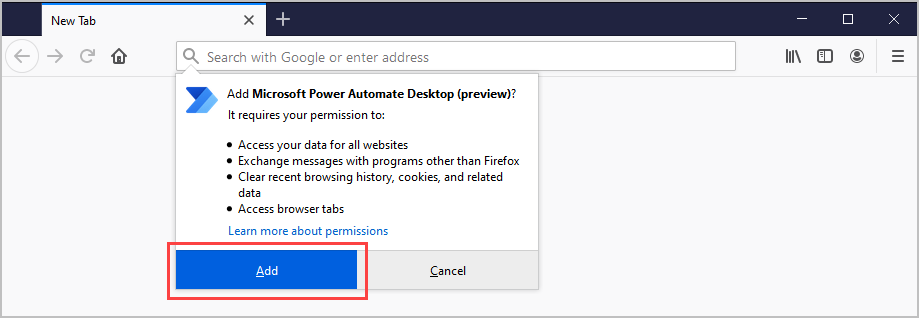 New Tab
Search with Google or enter address
Add Microsoft Power Automate Desktop (preview)?
It requires your permission to:
Access your data for all websites
Exchange messages with programs other than Firefox
Clear recent browsing history, cookies, and related
data
Access browser tabs
Learn more about permissions
Add Cancel